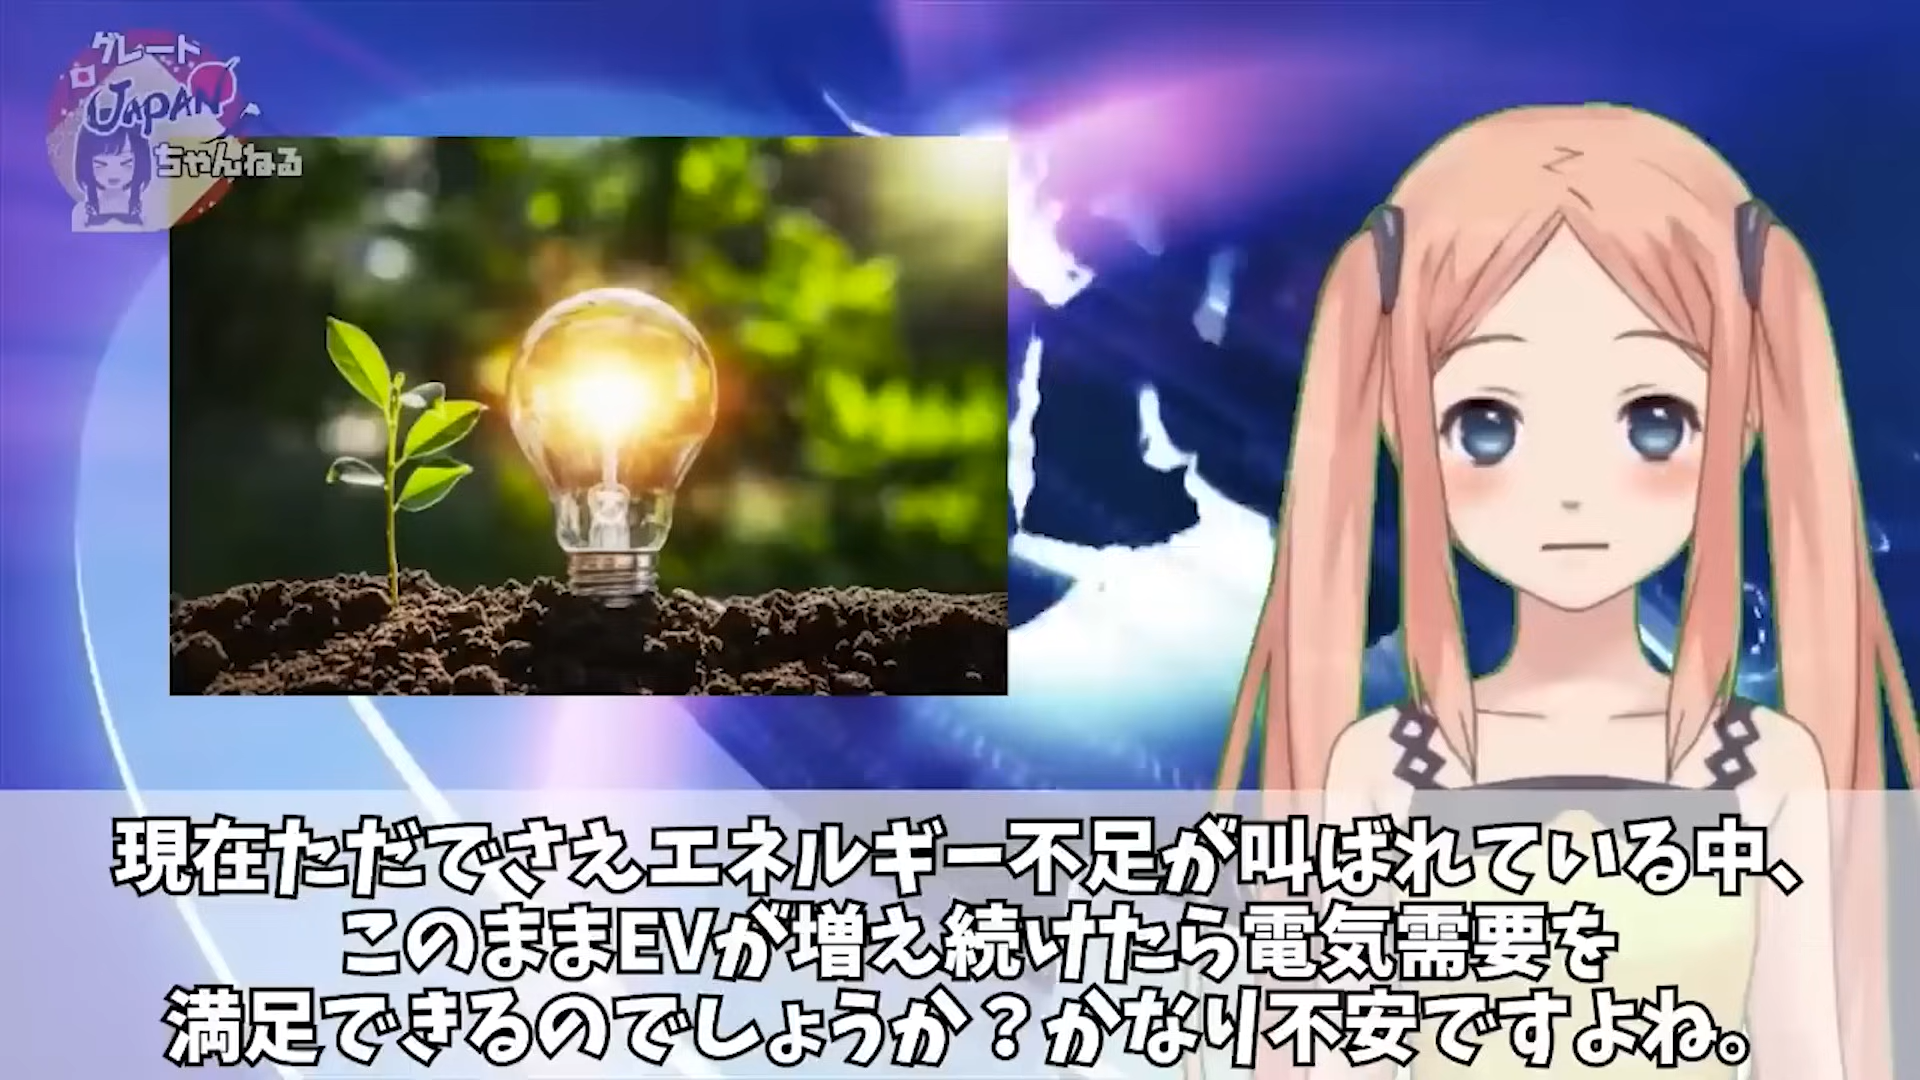 グレート
JAPAN
ちゃんねる
現在ただでさえエネルギー不足が叫ばれている中、
このままEVが増え続けたら電気需要を
満足できるのでしょうか？かなり不安ですよね。